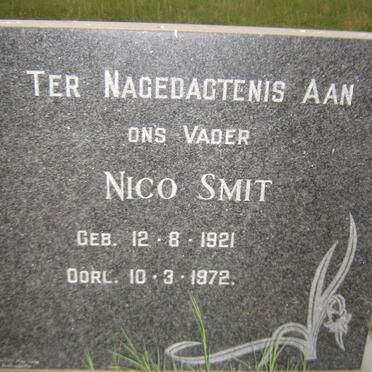 TER NAGEDAGTENIS AAN
ONS VADER
NICO SMIT
GEB. 12·8·1921
OORL. 10·3·1972.